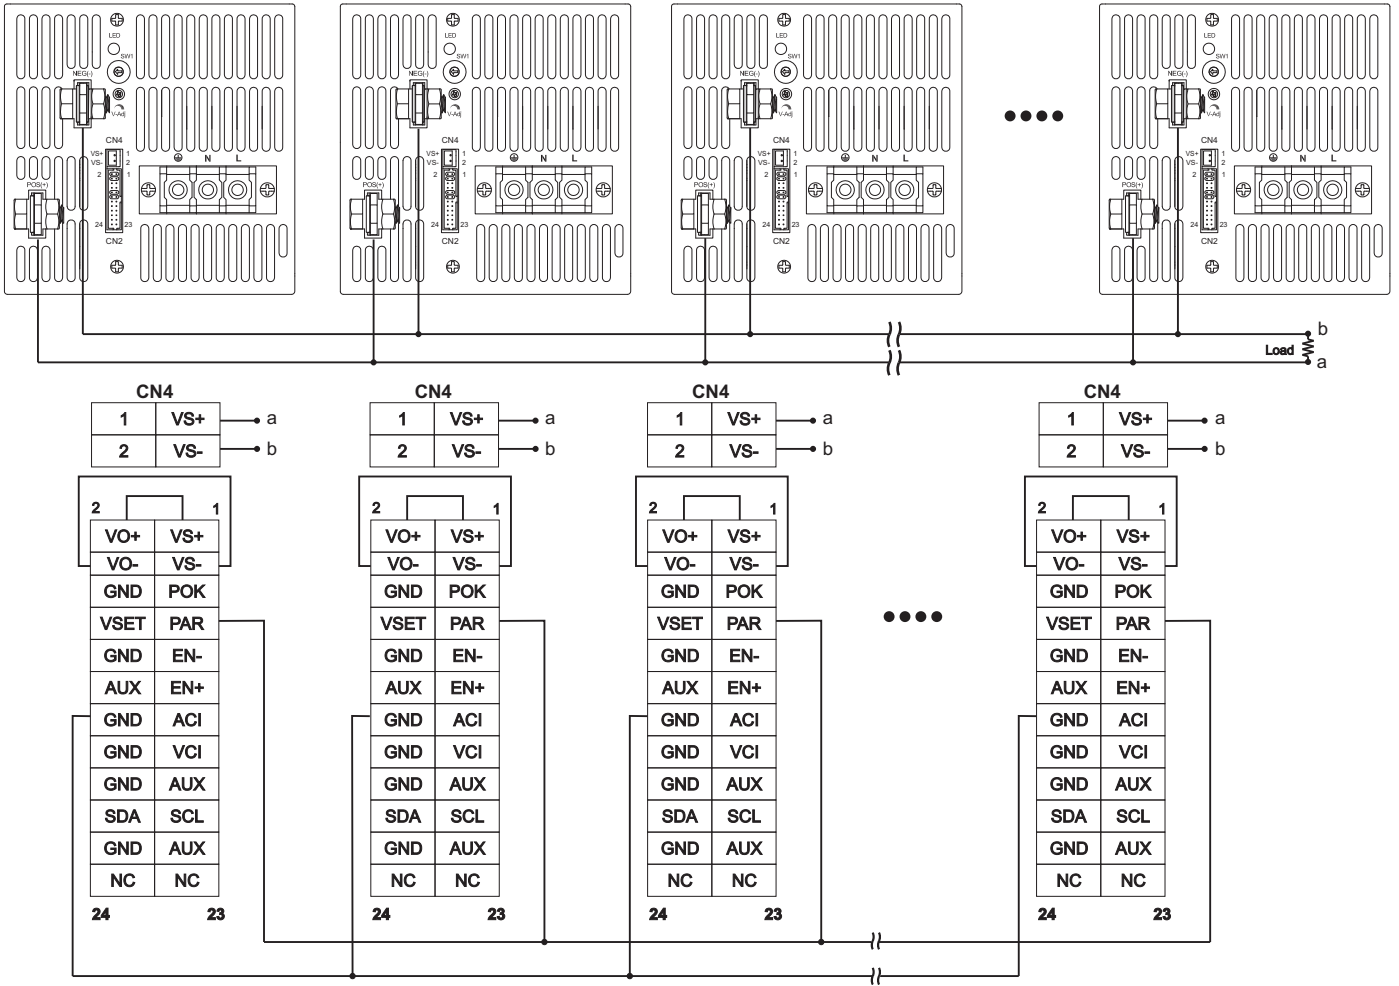 LED LED LED LED
SW1 SW1 SW1 SW1
NEG(-) NEG(-) NEG(-) NEG(-)
V-Adj V-Adj V-Adj V-Adj
CN4 CN4 CN4 CN4
VS+ 1 VS+ 1 VS+ 1 VS+ 1
N L N L N L N L
VS- 2 VS- 2 VS- 2 VS- 2
2 1 2 1 2 1 2 1
POS(+) POS(+) POS(+) POS(+)
24 23 24 23 24 23 24 23
CN2 CN2 CN2 CN2
b
Load
a
CN4 CN4 CN4 CN4
1 VS+ a 1 VS+ a 1 VS+ a 1 VS+ a
2 VS- b 2 VS- b 2 VS- b 2 VS- b
2 1 2 1 2 1 2 1
VO+ VS+ VO+ VS+ VO+ VS+ VO+ VS+
VO- VS- VO- VS- VO- VS- VO- VS-
GND POK GND POK GND POK GND POK
VSET PAR VSET PAR VSET PAR VSET PAR
GND EN- GND EN- GND EN- GND EN-
AUX EN+ AUX EN+ AUX EN+ AUX EN+
GND ACI GND ACI GND ACI GND ACI
GND VCI GND VCI GND VCI GND VCI
GND AUX GND AUX GND AUX GND AUX
SDA SCL SDA SCL SDA SCL SDA SCL
GND AUX GND AUX GND AUX GND AUX
NC NC NC NC NC NC NC NC
24 23 24 23 24 23 24 23